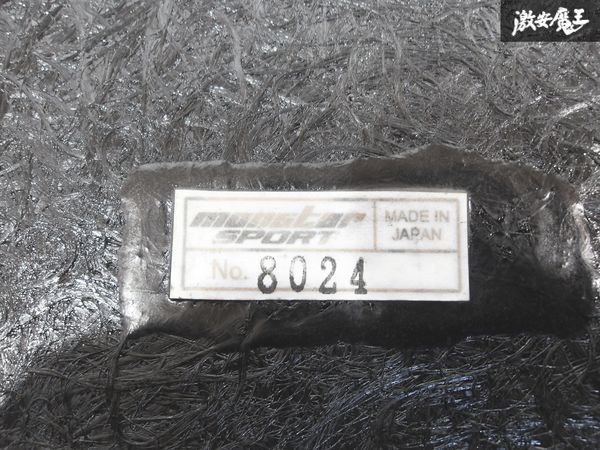 激安魔王
monster
SPORT
MADE IN
JAPAN
No. 8024